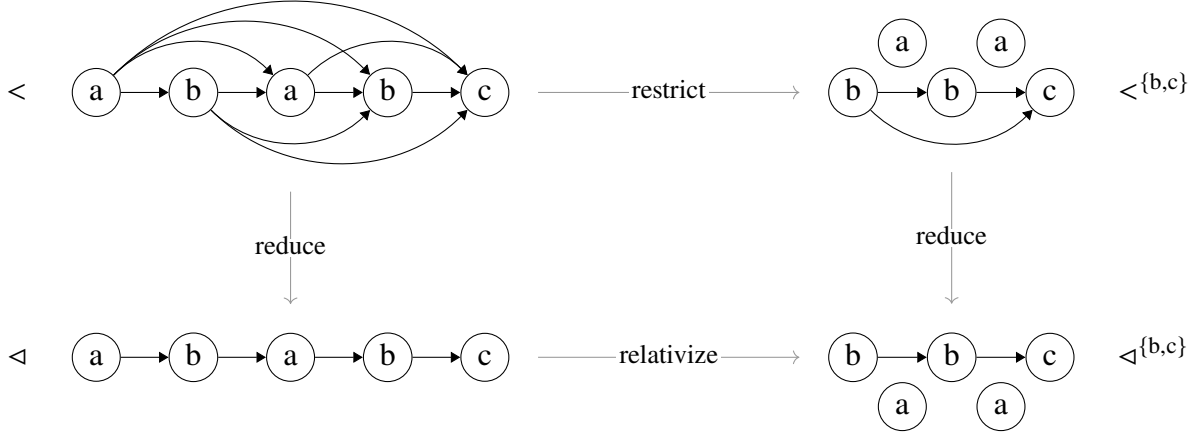 a a
< a b a b c restrict b b c <{b,c}
reduce reduce
⊲ a b a b c relativize b b c ⊲{b,c}
a a